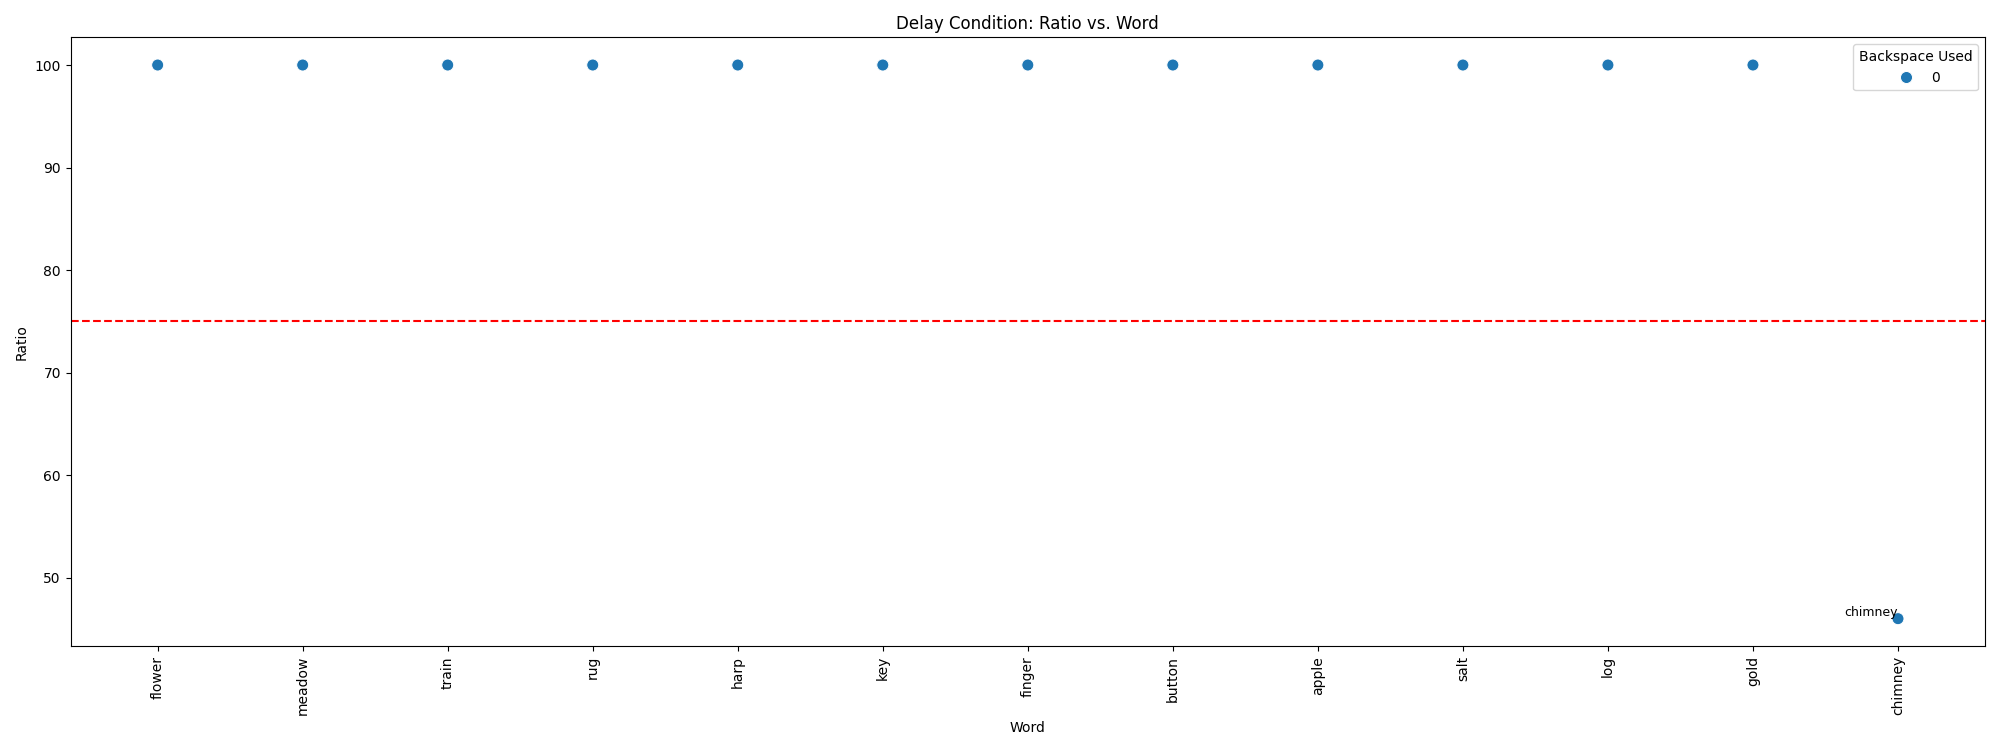 Delay Condition: Ratio vs. Word
Backspace Used
0
100
90
80
70
60
50
Ratio
chimney
flower
meadow
train
rug
harp
key
finger
button
apple
salt
log
gold
chimney
Word